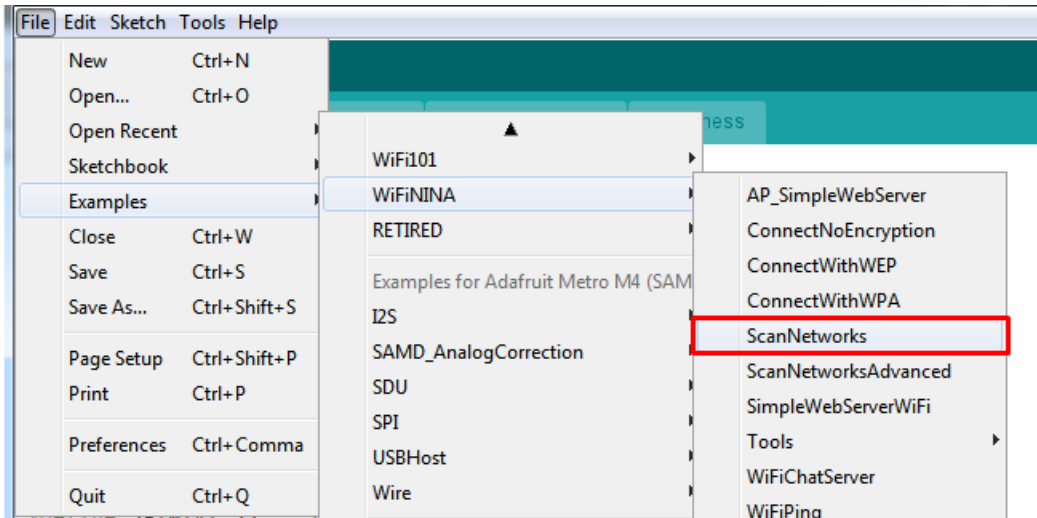 File Edit Sketch Tools Help
New Ctrl+N
Open... Ctrl+O
Open Recent
Sketchbook
Examples
Close Ctrl+W
Save Ctrl+S
Save As... Ctrl+Shift+S
Page Setup Ctrl+Shift+P
Print Ctrl+P
Preferences Ctrl+Comma
Quit Ctrl+Q
ness
WiFi101
WiFiNINA
RETIRED
Examples for Adafruit Metro M4 (SAM
I2S
SAMD_AnalogCorrection
SDU
SPI
USBHost
Wire
AP_SimpleWebServer
ConnectNoEncryption
ConnectWithWEP
ConnectWithWPA
ScanNetworks
ScanNetworksAdvanced
SimpleWebServerWiFi
Tools
WiFiChatServer
WiFiPing